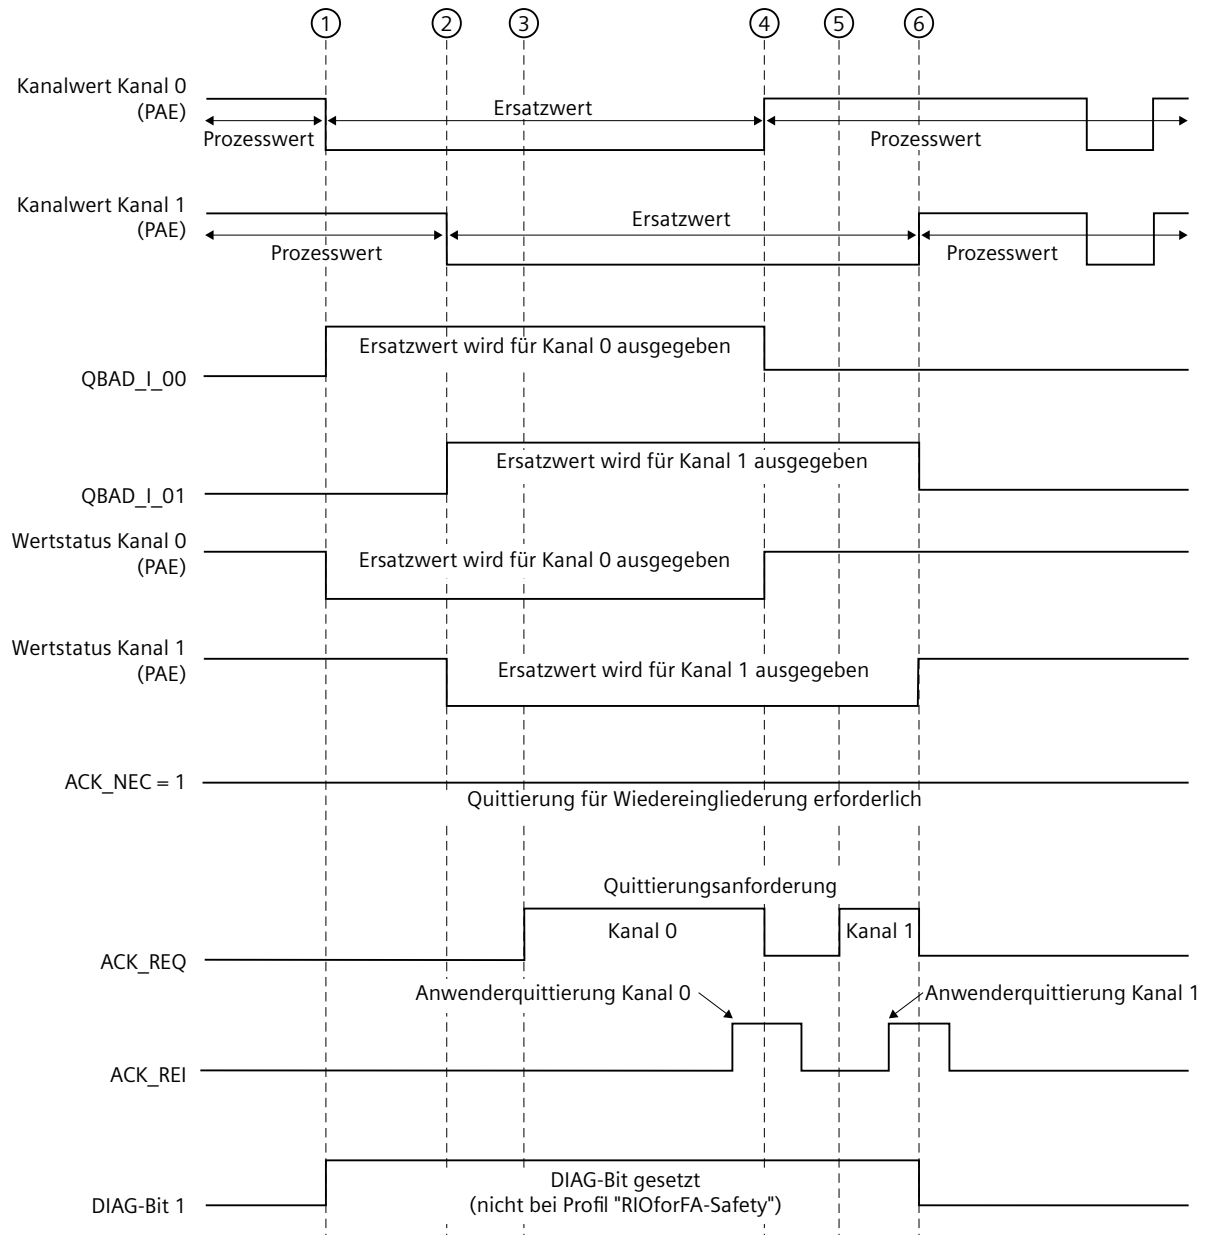 1 2 3 4 5 6
Kanalwert Kanal 0
(PAE)
Ersatzwert
Prozesswert
Prozesswert
Kanalwert Kanal 1
(PAE)
Ersatzwert
Prozesswert
Prozesswert
Ersatzwert wird für Kanal 0 ausgegeben
QBAD_I_00
Ersatzwert wird für Kanal 1 ausgegeben
QBAD_I_01
Wertstatus Kanal 0
(PAE)
Ersatzwert wird für Kanal 0 ausgegeben
Wertstatus Kanal 1
(PAE)
Ersatzwert wird für Kanal 1 ausgegeben
ACK_NEC = 1
Quittierung für Wiedereingliederung erforderlich
Quittierungsanforderung
Kanal 0
Kanal 1
ACK_REQ
Anwenderquittierung Kanal 0
Anwenderquittierung Kanal 1
ACK_REI
DIAG-Bit gesetzt
(nicht bei Profil "RIOforFA-Safety")
DIAG-Bit 1